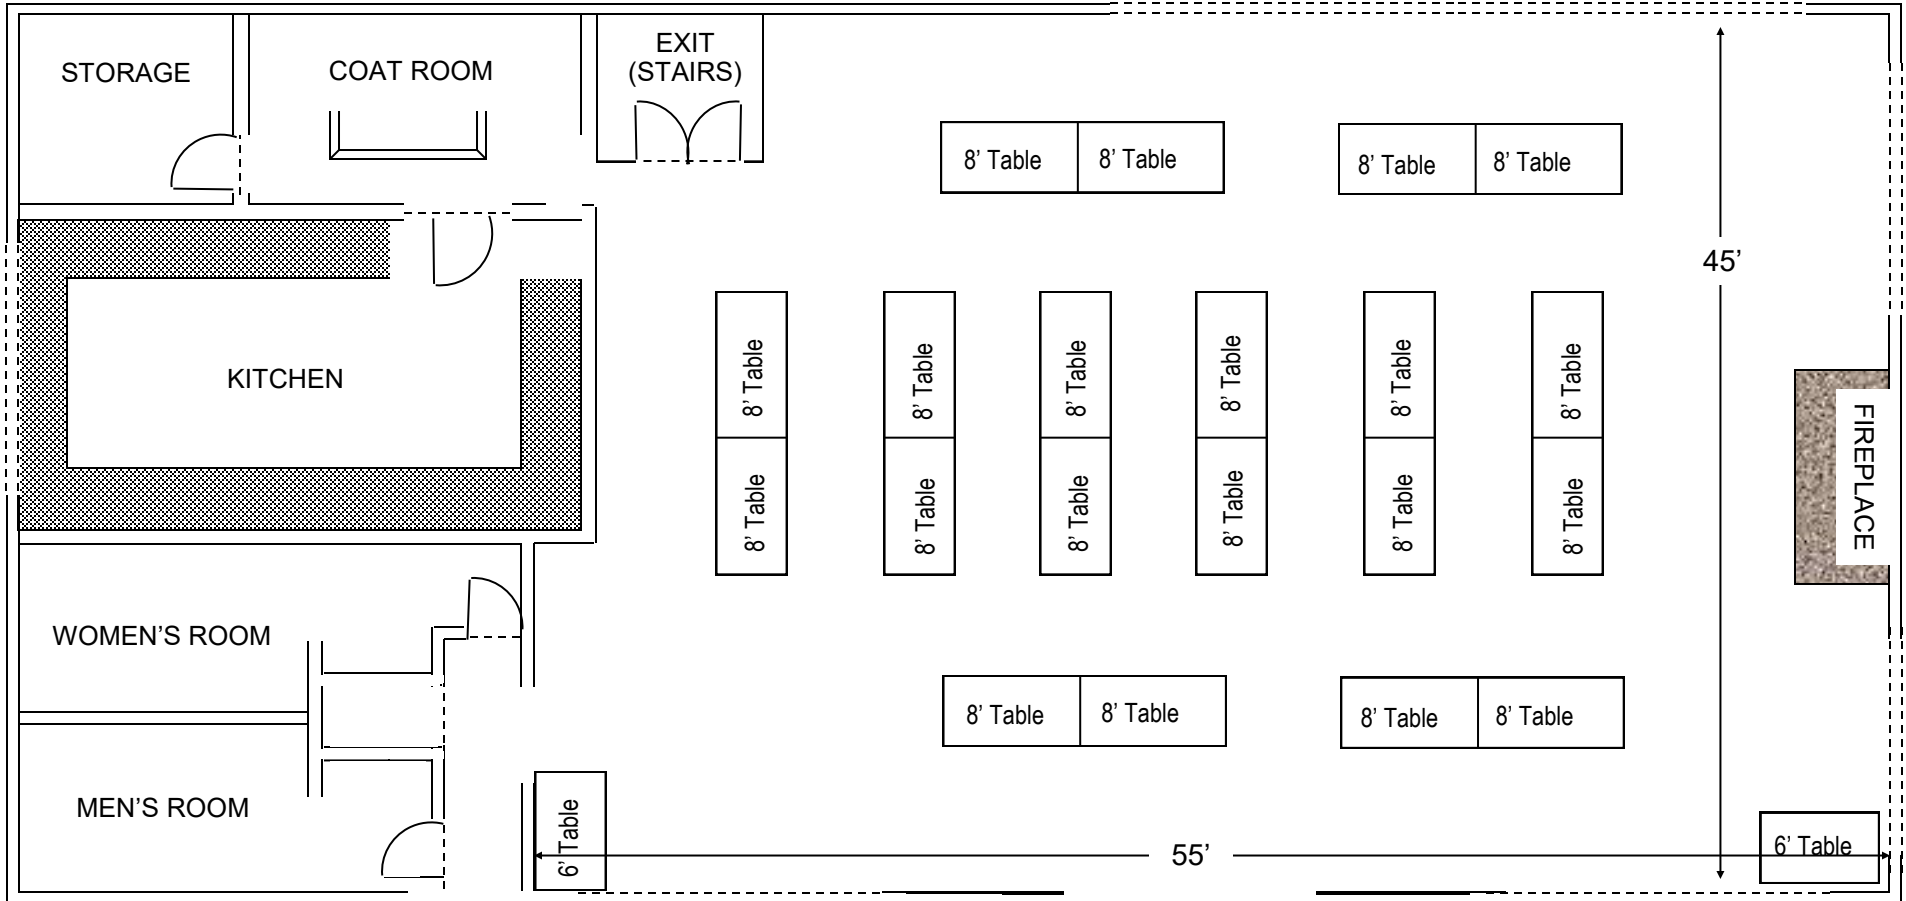 STORAGE
COAT ROOM
EXIT
(STAIRS)
8’ Table
8’ Table
8’ Table
8’ Table
45’
8’ Table
8’ Table
8’ Table
8’ Table
8’ Table
8’ Table
KITCHEN
FIREPLACE
8’ Table
8’ Table
8’ Table
8’ Table
8’ Table
8’ Table
WOMEN’S ROOM
8’ Table
8’ Table
8’ Table
8’ Table
MEN’S ROOM
6’ Table
55’
6’ Table